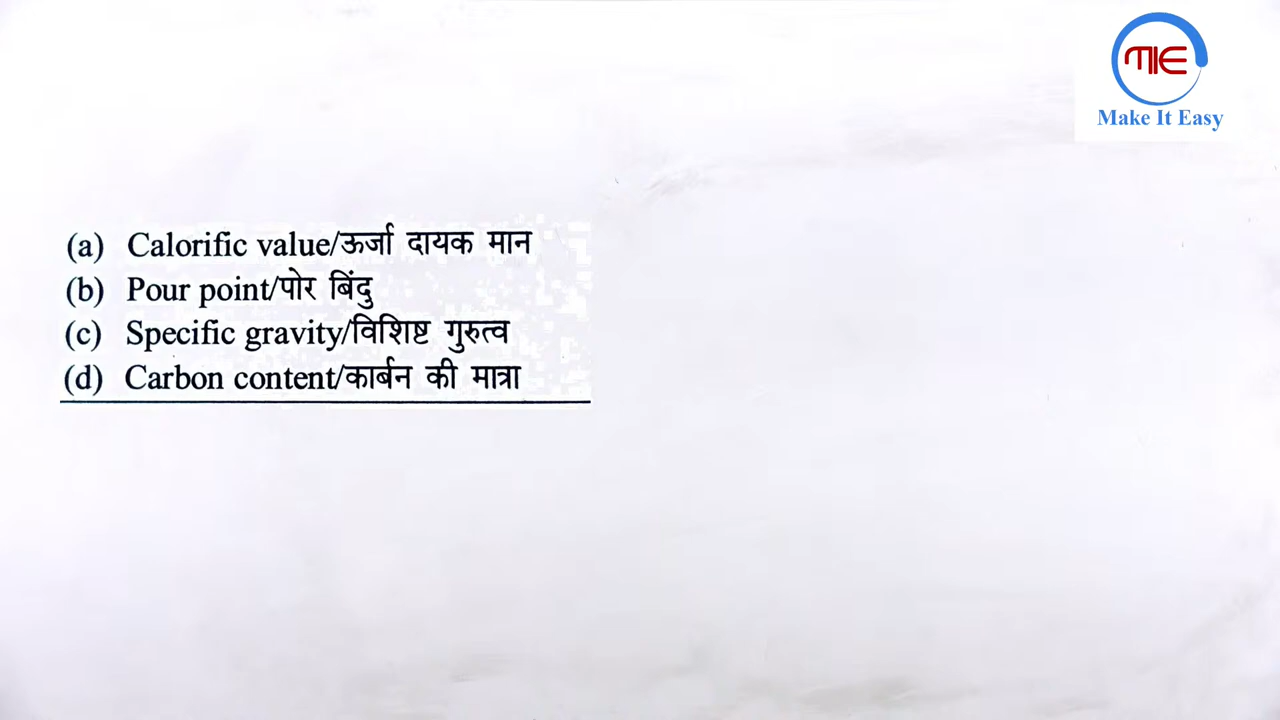 MIE
Make It Easy
(a) Calorific value/ऊर्जा दायक मान
(b) Pour point/पोर बिंदु
(c) Specific gravity/विशिष्ट गुरुत्व
(d) Carbon content/कार्बन की मात्रा